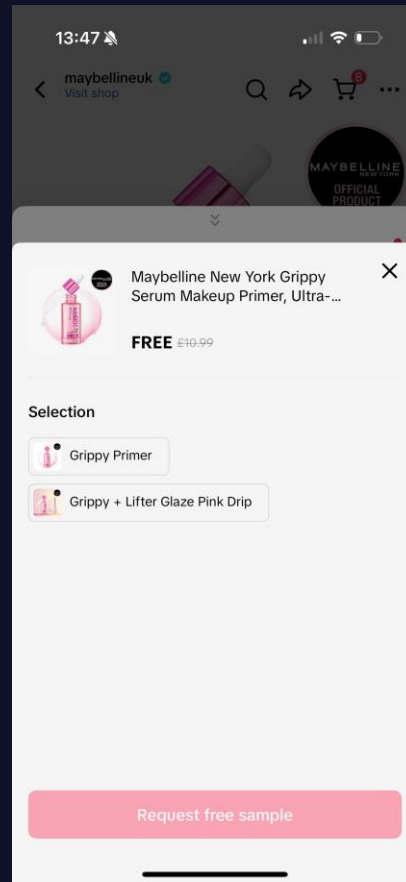 13:47
maybellineuk
Visit shop
8
MAYBELLINE
NEW YORK
OFFICIAL
PRODUCT
Maybelline New York Grippy
Serum Makeup Primer, Ultra-...
FREE £10.99
Selection
Grippy Primer
Grippy + Lifter Glaze Pink Drip
Request free sample